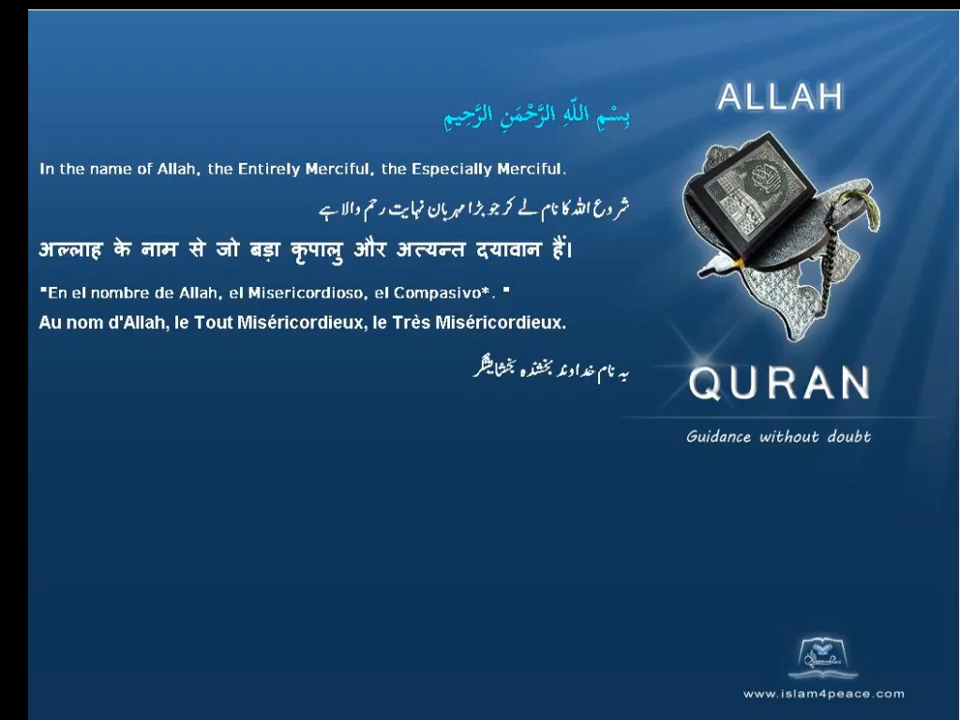 بِسْمِ اللَّهِ الرَّحْمَنِ الرَّحِيمِ
In the name of Allah, the Entirely Merciful, the Especially Merciful.
شروع الله کا نام لے کر جو بڑا مہربان نہایت رحم والا ہے
अल्लाह के नाम से जो बड़ा कृपालु और अत्यन्त दयावान हैं।
"En el nombre de Allah, el Misericordioso, el Compasivo*. "
Au nom d'Allah, le Tout Miséricordieux, le Très Miséricordieux.
به نام خداوند بخشنده بخشایشگر
ALLAH
QURAN
Guidance without doubt
www.islam4peace.com